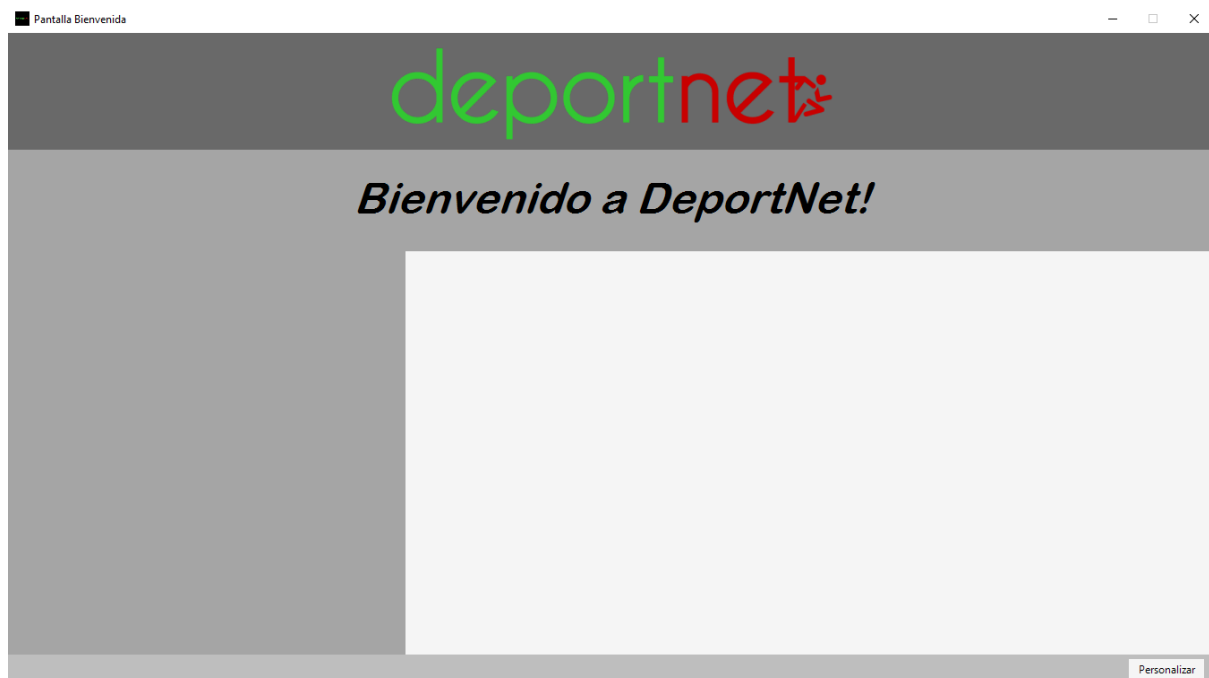 Pantalla Bienvenida
deportnet
Bienvenido a DeportNet!
Personalizar